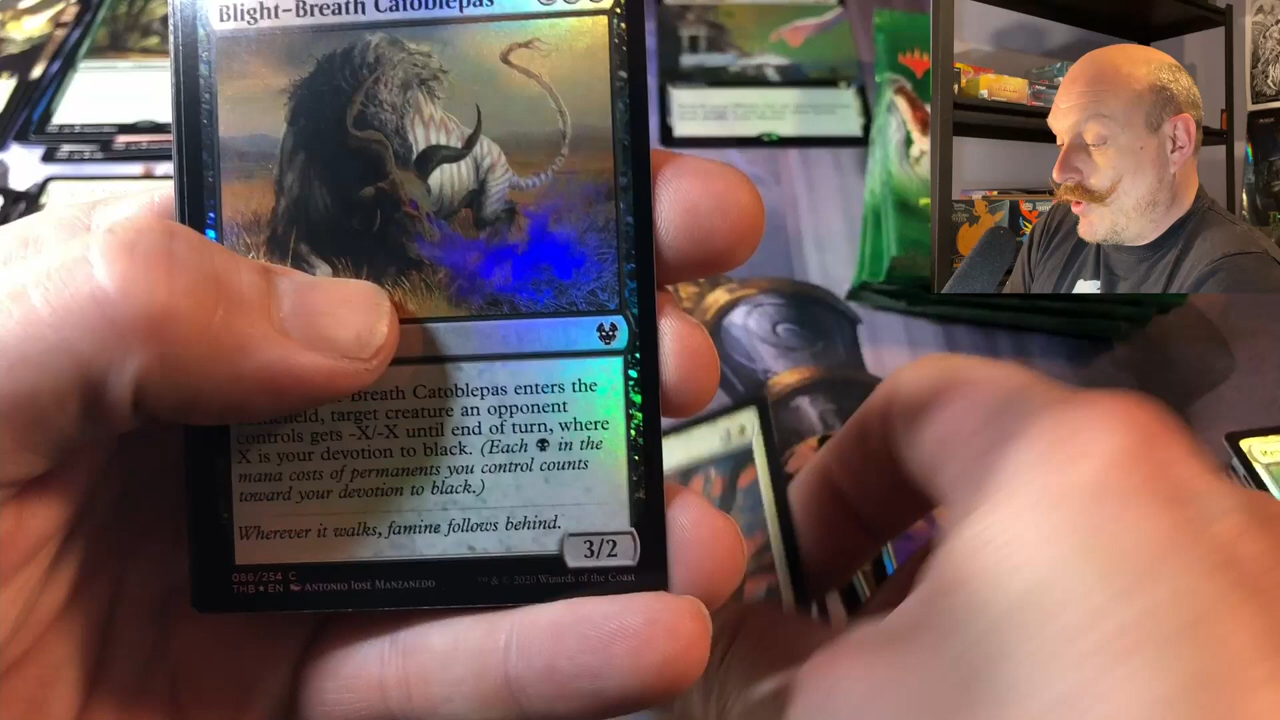 Blight-Breath Catoblepas
Breath Catoblepas enters the
target creature an opponent
controls gets -X/-X until end of turn, where
X is your devotion to black. (Each in the
mana costs of permanents you control counts
toward your devotion to black.)
Wherever it walks, famine follows behind.
3/2
086/254 C
THB★EN ANTONIO JOSÉ MANZANEDO
™ & © 2020 Wizards of the Coast